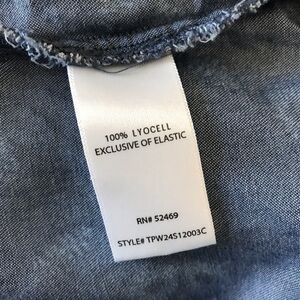 100% LYOCELL
EXCLUSIVE OF ELASTIC
RN# 52469
STYLE# TPW24S12003C